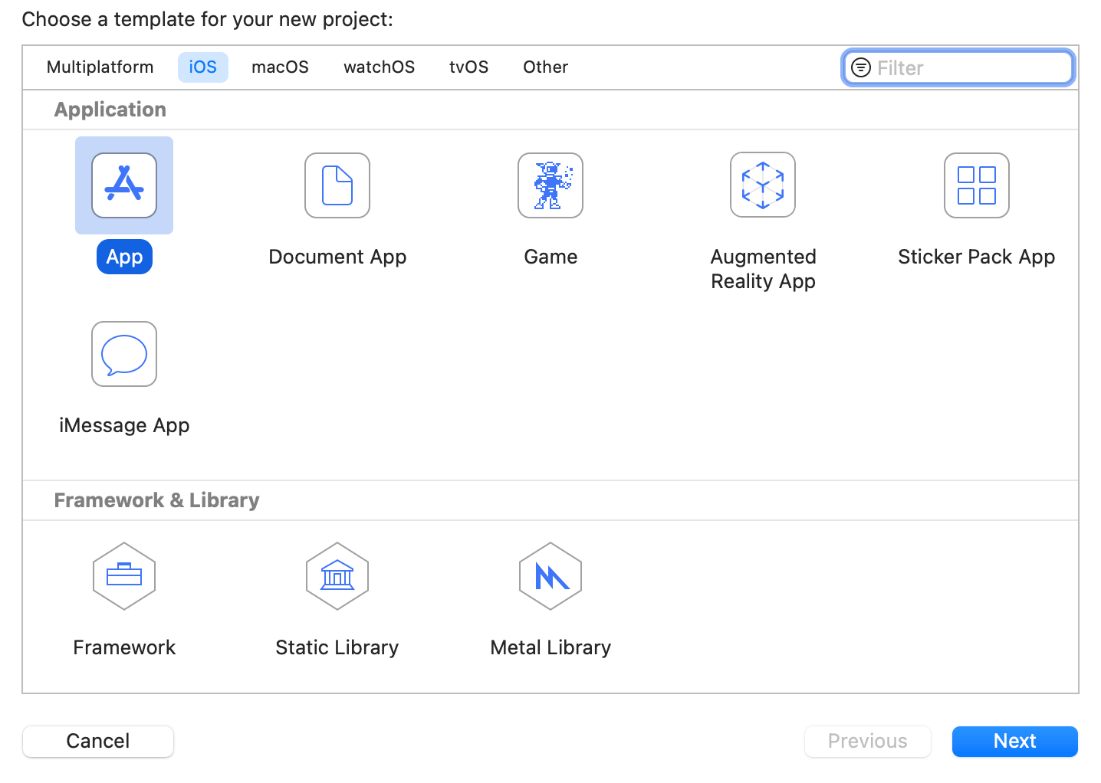 Choose a template for your new project:
Multiplatform iOS macOS watchOS tvOS Other Filter
Application
App Document App Game Augmented Reality App Sticker Pack App
iMessage App
Framework & Library
Framework Static Library Metal Library
Cancel Previous Next